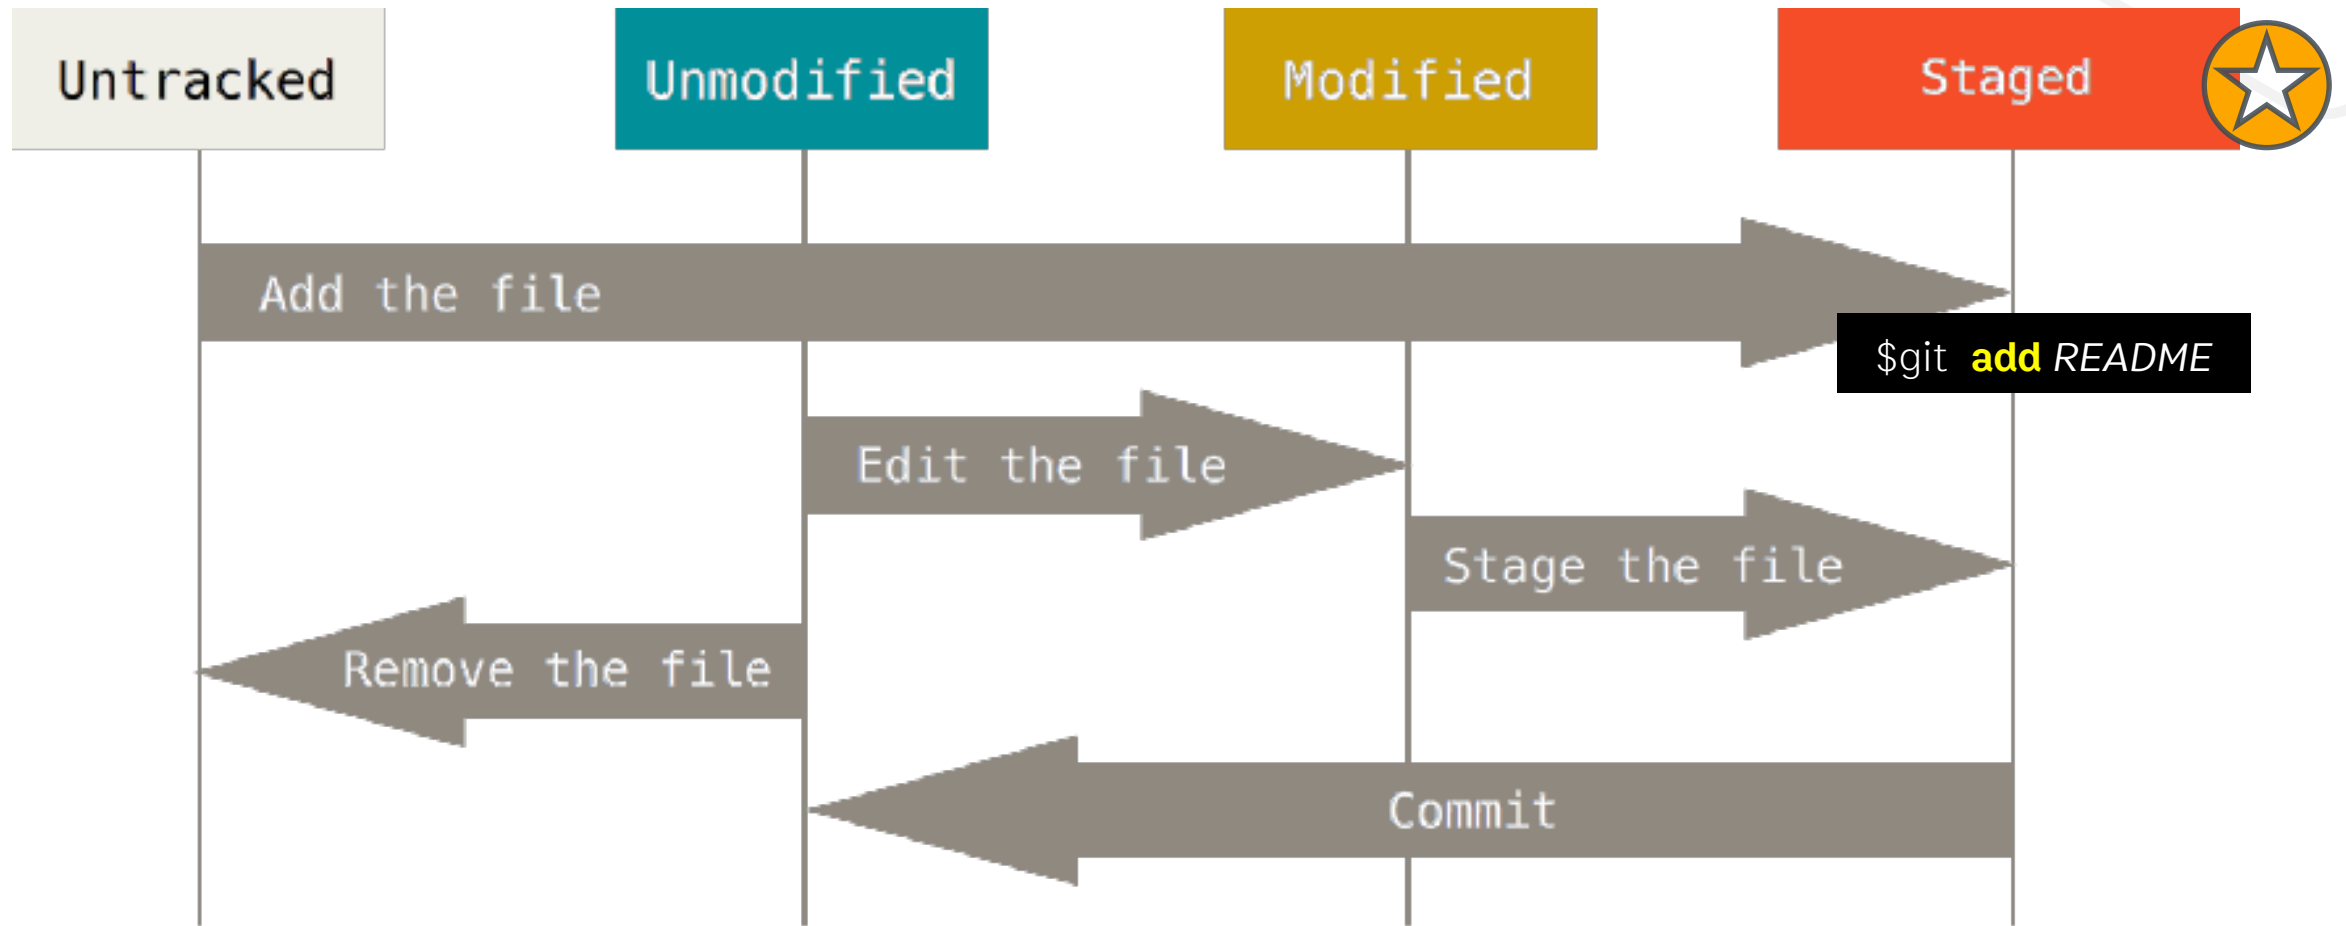 Untracked
Unmodified
Modified
Staged
Add the file
$git add README
Edit the file
Stage the file
Remove the file
Commit